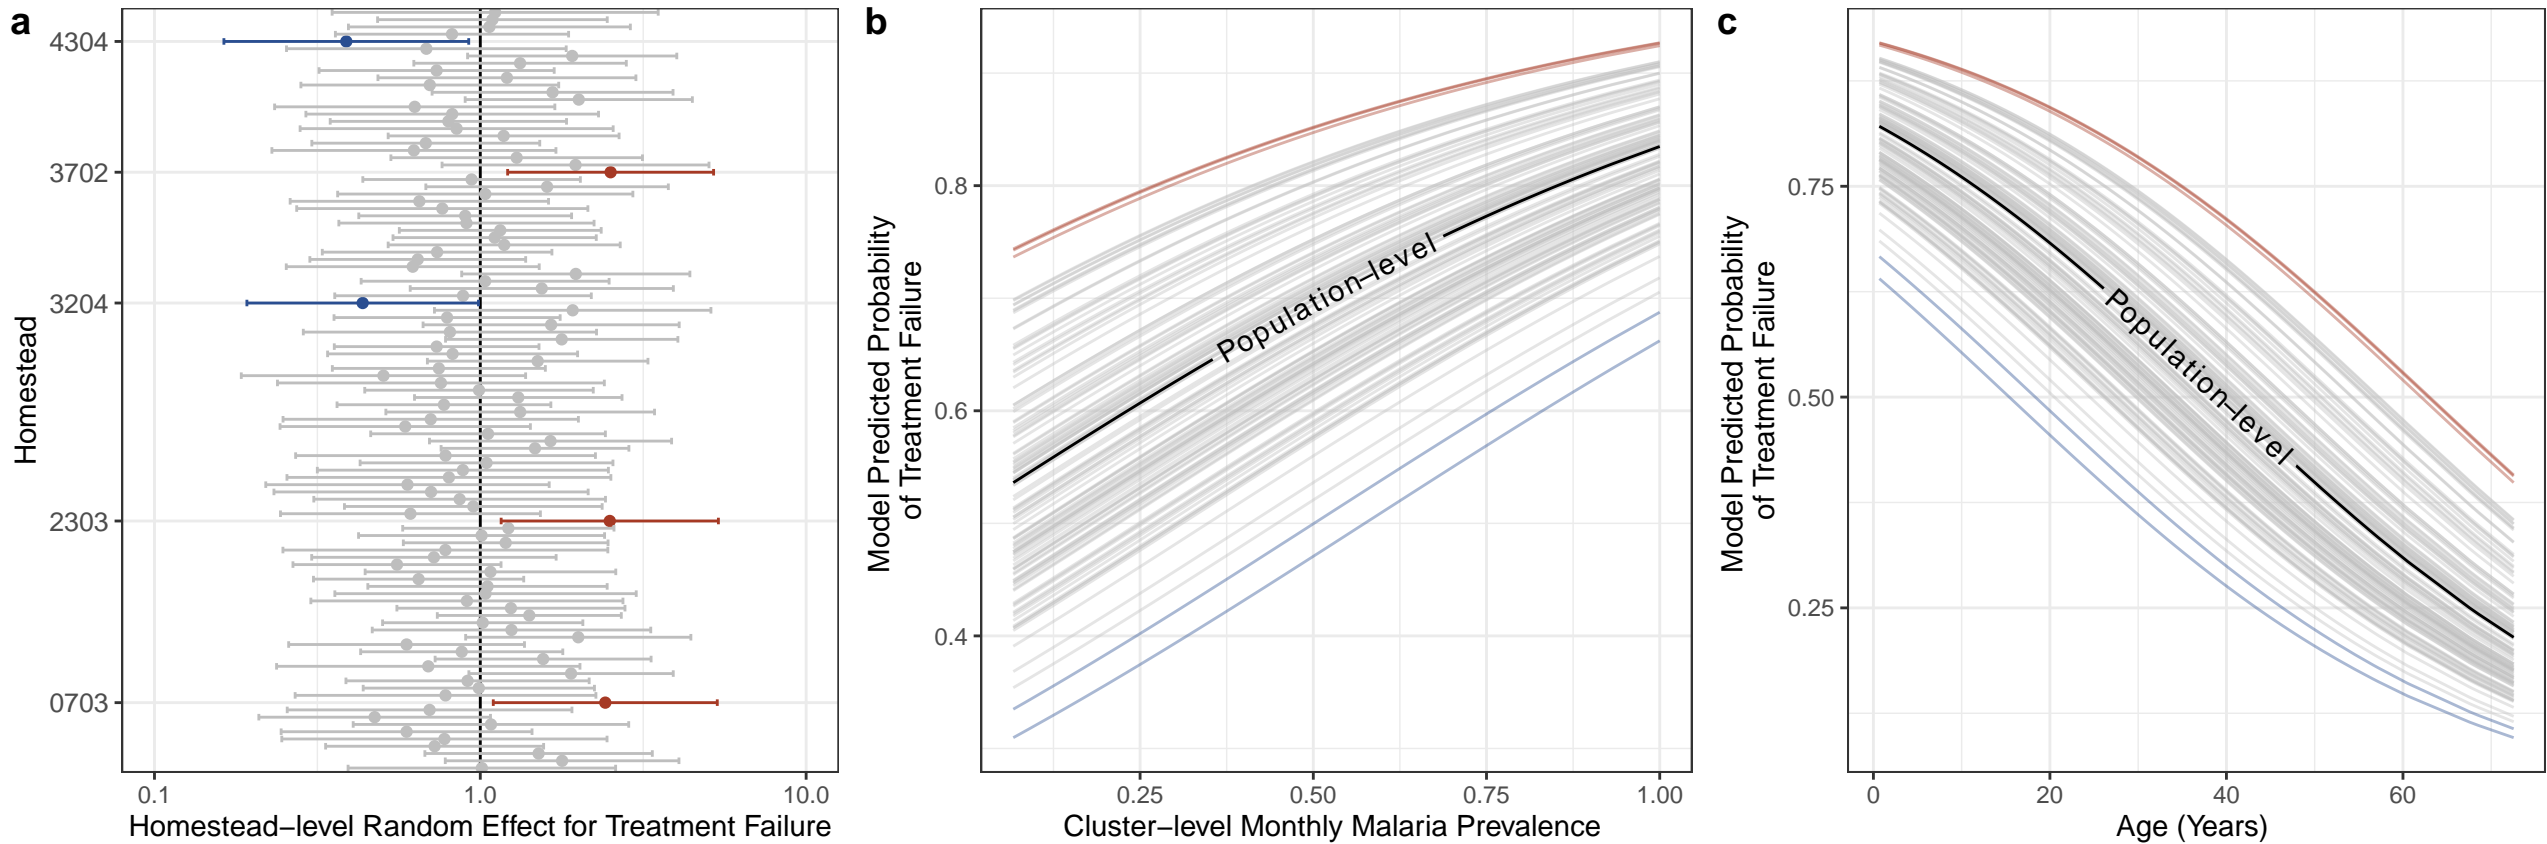 a
Homestead
4304
3702
3204
2303
0703
0.1
1.0
10.0
Homestead−level Random Effect for Treatment Failure
b
Model Predicted Probability
of Treatment Failure
0.8
0.6
0.4
Population−level
0.25
0.50
0.75
1.00
Cluster−level Monthly Malaria Prevalence
c
Model Predicted Probability
of Treatment Failure
0.75
0.50
0.25
Population−level
0
20
40
60
Age (Years)